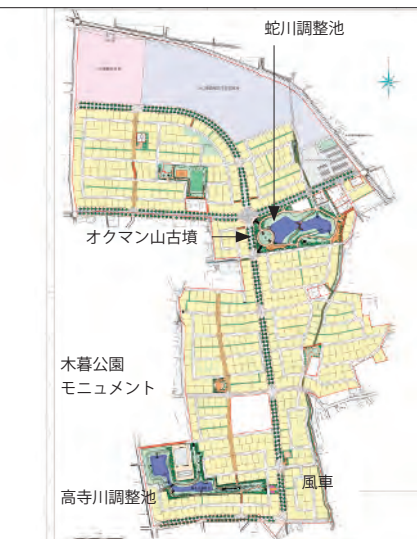 蛇川調整池
オクマン山古墳
木暮公園
モニュメント
高寺川調整池
風車